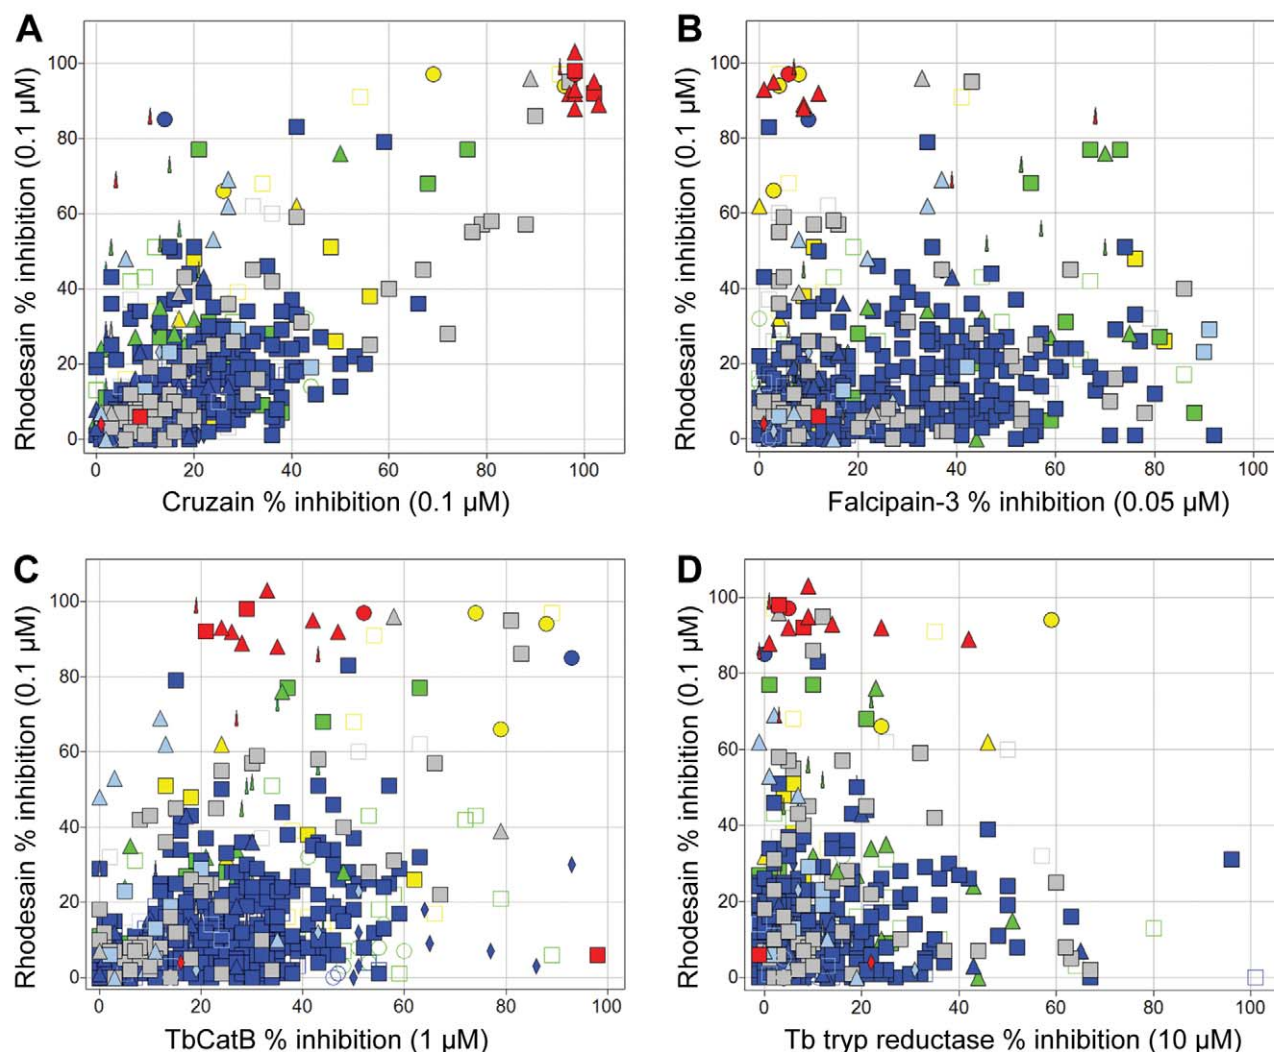 A
Rhodesain % inhibition (0.1 µM)
100
80
60
40
20
0
0 20 40 60 80 100
Cruzain % inhibition (0.1 µM)
B
Rhodesain % inhibition (0.1 µM)
100
80
60
40
20
0
0 20 40 60 80 100
Falcipain-3 % inhibition (0.05 µM)
C
Rhodesain % inhibition (0.1 µM)
100
80
60
40
20
0
0 20 40 60 80 100
TbCatB % inhibition (1 µM)
D
Rhodesain % inhibition (0.1 µM)
100
80
60
40
20
0
0 20 40 60 80 100
Tb tryp reductase % inhibition (10 µM)